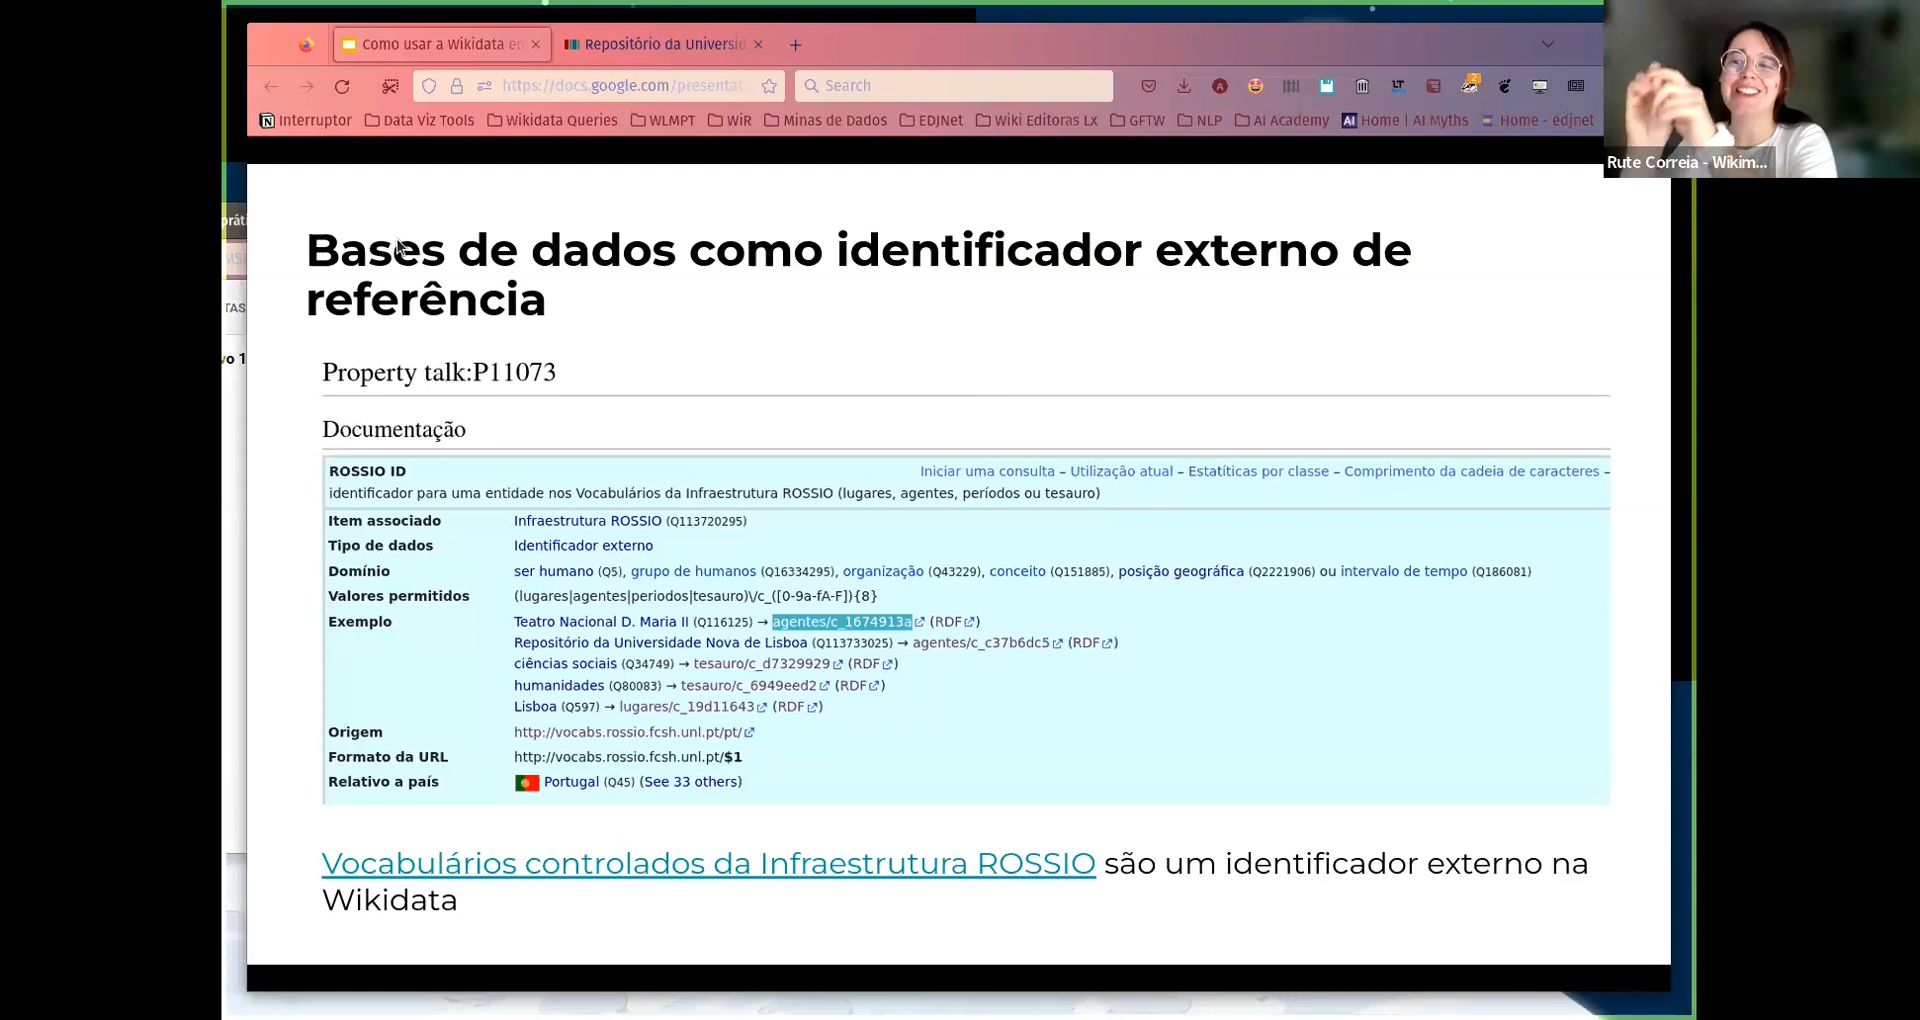 Como usar a Wikidata en
Repositório da Universid
https://docs.google.com/presentat
Search
Interruptor
Data Viz Tools
Wikidata Queries
WLMPT
WiR
Minas de Dados
EDJNet
Wiki Editoras Lx
GFTW
NLP
AI Academy
Home | AI Myths
Home - edjnet
Rute Correia - Wikim...
Bases de dados como identificador externo de
referência
Property talk:P11073
Documentação
ROSSIO ID
Iniciar uma consulta – Utilização atual – Estatíticas por classe – Comprimento da cadeia de caracteres –
identificador para uma entidade nos Vocabulários da Infraestrutura ROSSIO (lugares, agentes, períodos ou tesauro)
Item associado Infraestrutura ROSSIO (Q113720295)
Tipo de dados Identificador externo
Domínio ser humano (Q5), grupo de humanos (Q16334295), organização (Q43229), conceito (Q151885), posição geográfica (Q2221906) ou intervalo de tempo (Q186081)
Valores permitidos (lugares|agentes|periodos|tesauro)\/c_([0-9a-fA-F]){8}
Exemplo Teatro Nacional D. Maria II (Q116125) → agentes/c_1674913a (RDF)
Repositório da Universidade Nova de Lisboa (Q113733025) → agentes/c_c37b6dc5 (RDF)
ciências sociais (Q34749) → tesauro/c_d7329929 (RDF)
humanidades (Q80083) → tesauro/c_6949eed2 (RDF)
Lisboa (Q597) → lugares/c_19d11643 (RDF)
Origem http://vocabs.rossio.fcsh.unl.pt/pt/
Formato da URL http://vocabs.rossio.fcsh.unl.pt/$1
Relativo a país Portugal (Q45) (See 33 others)
Vocabulários controlados da Infraestrutura ROSSIO são um identificador externo na
Wikidata